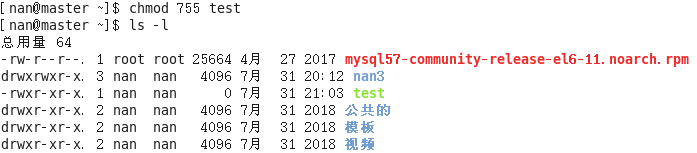 [nan@master ~]$ chmod 755 test
[nan@master ~]$ ls -l
总用量 64
-rw-r--r--. 1 root root 25664 4月  27 2017 mysql57-community-release-el6-11.noarch.rpm
drwxrwxr-x. 3 nan  nan   4096 7月  31 20:12 nan3
-rwxr-xr-x. 1 nan  nan      0 7月  31 21:03 test
drwxr-xr-x. 2 nan  nan   4096 7月  31 2018 公共的
drwxr-xr-x. 2 nan  nan   4096 7月  31 2018 模板
drwxr-xr-x. 2 nan  nan   4096 7月  31 2018 视频